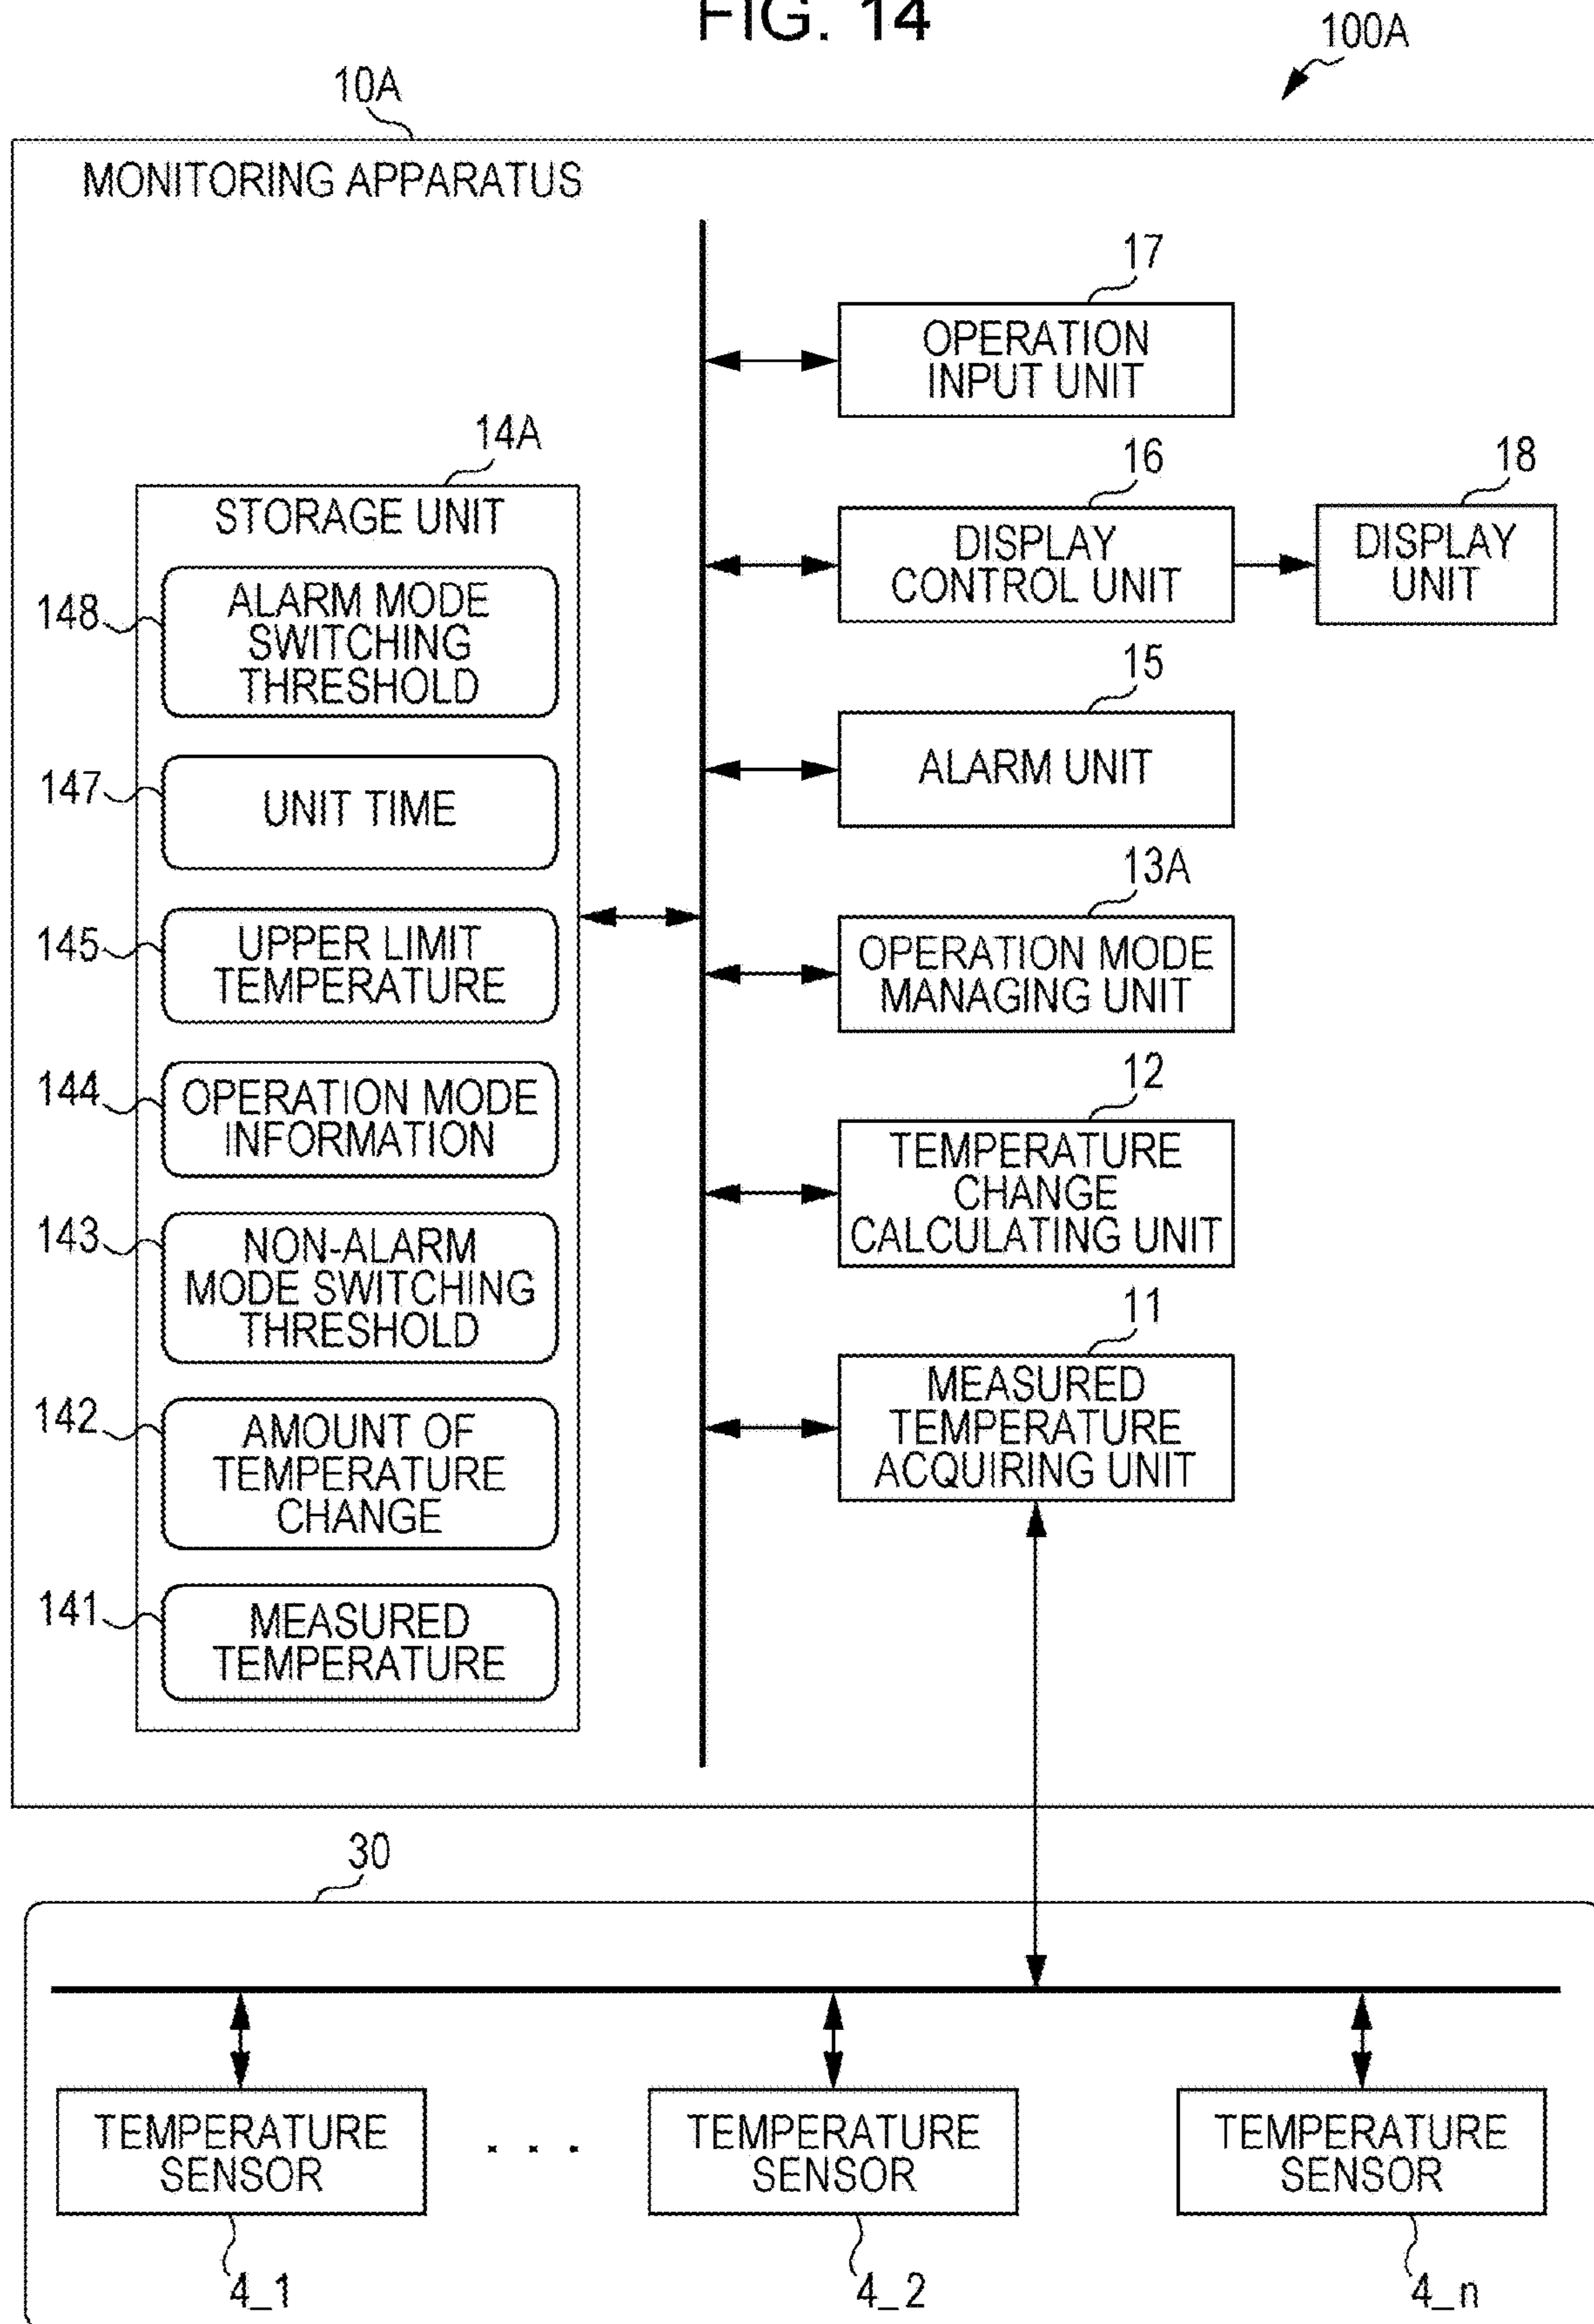 FIG. 14
100A
10A
MONITORING APPARATUS
17
OPERATION
INPUT UNIT
14A
STORAGE UNIT
16
DISPLAY
CONTROL UNIT
18
DISPLAY
UNIT
148
ALARM MODE
SWITCHING
THRESHOLD
15
ALARM UNIT
147
UNIT TIME
13A
OPERATION MODE
MANAGING UNIT
145
UPPER LIMIT
TEMPERATURE
144
OPERATION MODE
INFORMATION
12
TEMPERATURE
CHANGE
CALCULATING UNIT
143
NON-ALARM
MODE SWITCHING
THRESHOLD
11
MEASURED
TEMPERATURE
ACQUIRING UNIT
142
AMOUNT OF
TEMPERATURE
CHANGE
141
MEASURED
TEMPERATURE
30
TEMPERATURE
SENSOR
. . .
TEMPERATURE
SENSOR
TEMPERATURE
SENSOR
4_1
4_2
4_n